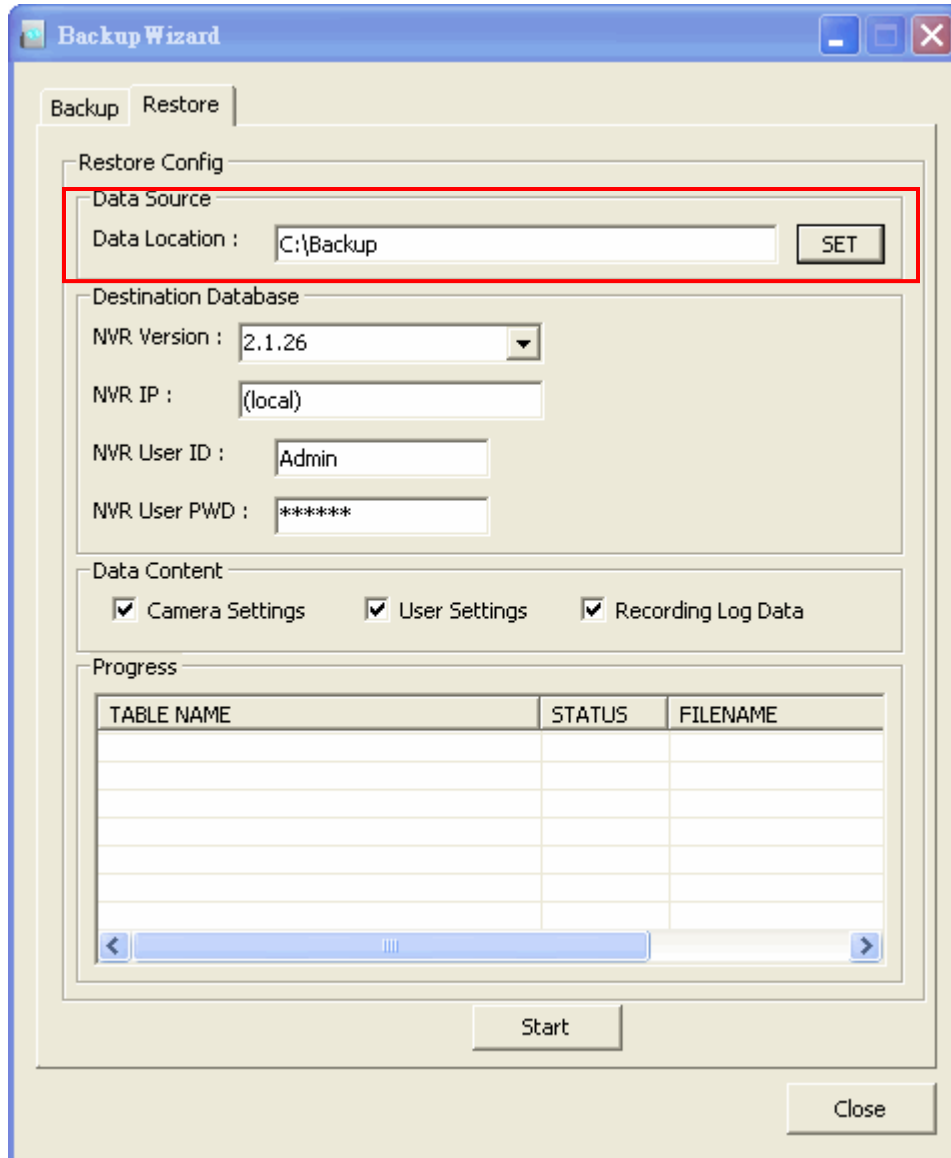 Backup Wizard
Backup Restore
Restore Config
Data Source
Data Location : C:\Backup SET
Destination Database
NVR Version : 2.1.26
NVR IP : (local)
NVR User ID : Admin
NVR User PWD : ******
Data Content
Camera Settings User Settings Recording Log Data
Progress
TABLE NAME STATUS FILENAME
Start
Close